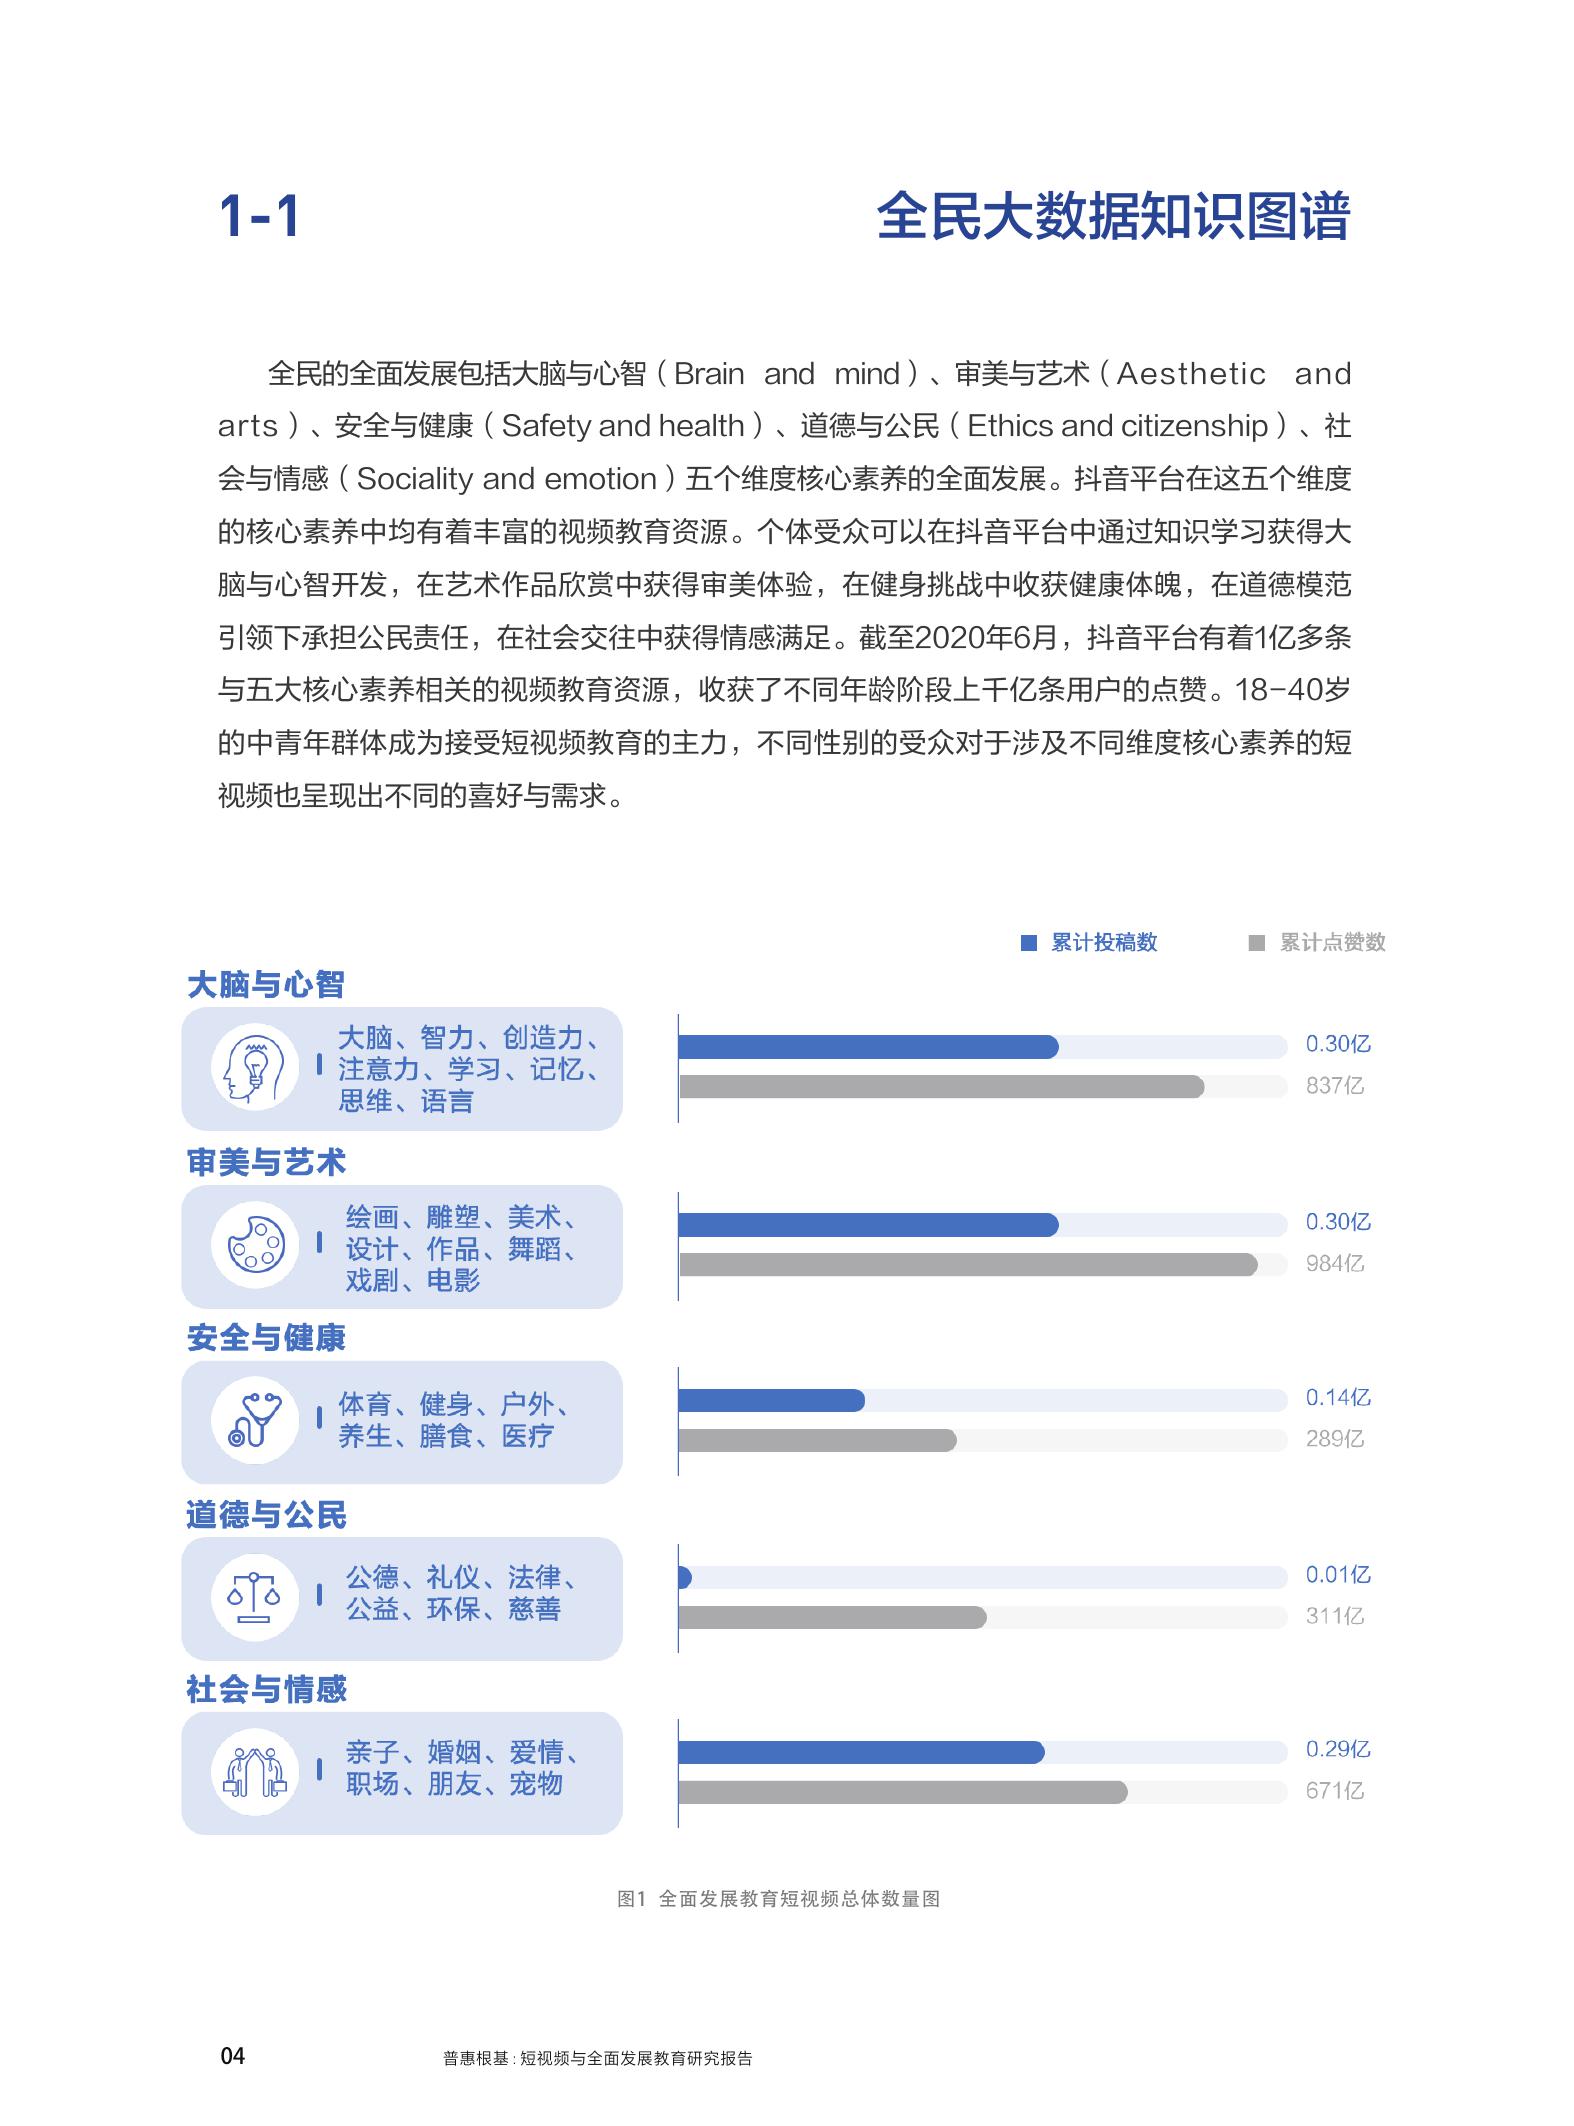 1-1
全民大数据知识图谱
全民的全面发展包括大脑与心智（Brain and mind）、审美与艺术（Aesthetic and
arts）、安全与健康（Safety and health）、道德与公民（Ethics and citizenship）、社
会与情感（Sociality and emotion）五个维度核心素养的全面发展。抖音平台在这五个维度
的核心素养中均有着丰富的视频教育资源。个体受众可以在抖音平台中通过知识学习获得大
脑与心智开发，在艺术作品欣赏中获得审美体验，在健身挑战中收获健康体魄，在道德模范
引领下承担公民责任，在社会交往中获得情感满足。截至2020年6月，抖音平台有着1亿多条
与五大核心素养相关的视频教育资源，收获了不同年龄阶段上千亿条用户的点赞。18-40岁
的中青年群体成为接受短视频教育的主力，不同性别的受众对于涉及不同维度核心素养的短
视频也呈现出不同的喜好与需求。
累计投稿数
累计点赞数
大脑与心智
大脑、智力、创造力、
注意力、学习、记忆、
思维、语言
0.30亿
837亿
审美与艺术
绘画、雕塑、美术、
设计、作品、舞蹈、
戏剧、电影
0.30亿
984亿
安全与健康
体育、健身、户外、
养生、膳食、医疗
0.14亿
289亿
道德与公民
公德、礼仪、法律、
公益、环保、慈善
0.01亿
311亿
社会与情感
亲子、婚姻、爱情、
职场、朋友、宠物
0.29亿
671亿
图1 全面发展教育短视频总体数量图
04
普惠根基：短视频与全面发展教育研究报告